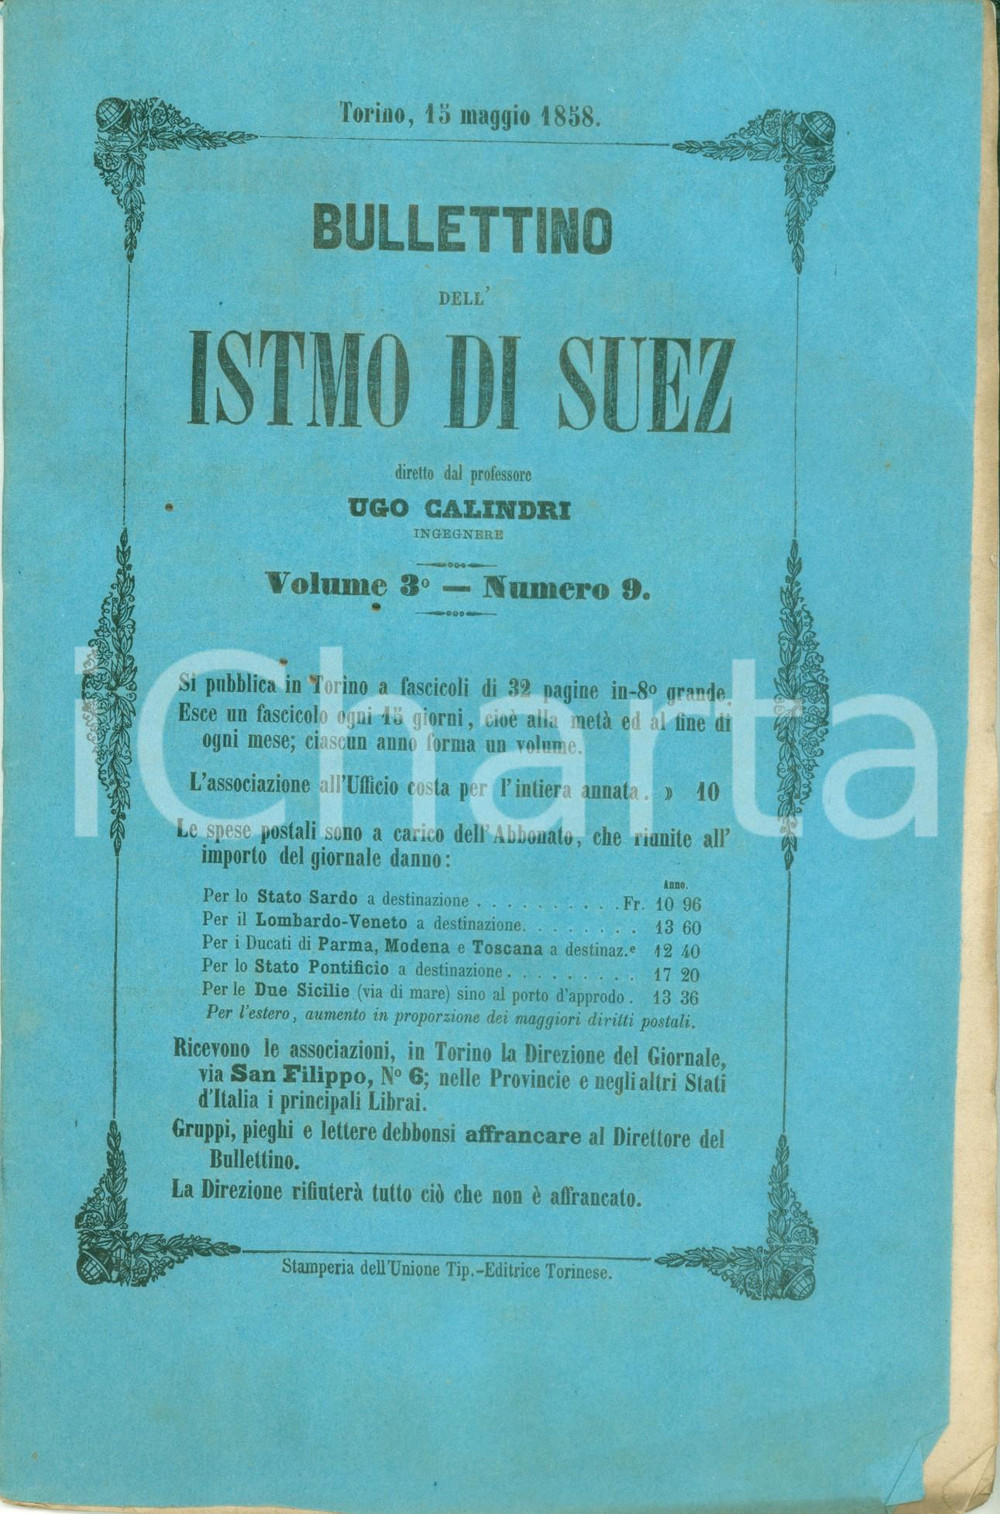 Torino, 15 maggio 1858.
BULLETTINO
DELL'
ISTMO DI SUEZ
diretto dal professore
UGO CALINDRI
INGEGNERE
Volume 3º — Numero 9.
Si pubblica in Torino a fascicoli di 32 pagine in-8º grande.
Esce un fascicolo ogni 15 giorni, cioè alla metà ed al fine di
ogni mese; ciascun anno forma un volume.
L'associazione all'Ufficio costa per l'intiera annata. » 10
Le spese postali sono a carico dell'Abbonato, che riunite all'
importo del giornale danno:
Anno.
Per lo Stato Sardo a destinazione . . . . . . . . . . Fr. 10 96
Per il Lombardo-Veneto a destinazione. . . . . . . . 13 60
Per i Ducati di Parma, Modena e Toscana a destinaz.e 12 40
Per lo Stato Pontificio a destinazione . . . . . . . . . 17 20
Per le Due Sicilie (via di mare) sino al porto d'approdo . 13 36
Per l'estero, aumento in proporzione dei maggiori diritti postali.
Ricevono le associazioni, in Torino la Direzione del Giornale,
via San Filippo, Nº 6; nelle Provincie e negli altri Stati
d'Italia i principali Librai.
Gruppi, pieghi e lettere debbonsi affrancare al Direttore del
Bullettino.
La Direzione rifiuterà tutto ciò che non è affrancato.
Stamperia dell'Unione Tip.-Editrice Torinese.
iCharta